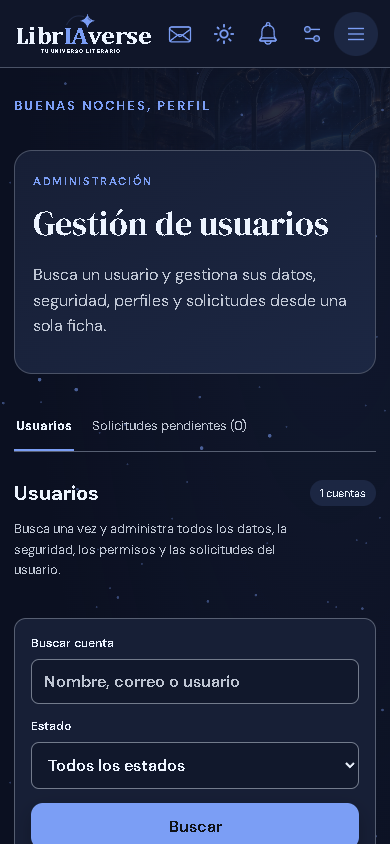 LibrIAverse
TU UNIVERSO LITERARIO
BUENAS NOCHES, PERFIL
ADMINISTRACIÓN
Gestión de usuarios
Busca un usuario y gestiona sus datos,
seguridad, perfiles y solicitudes desde una
sola ficha.
Usuarios
Solicitudes pendientes (0)
Usuarios
1 cuentas
Busca una vez y administra todos los datos, la
seguridad, los permisos y las solicitudes del
usuario.
Buscar cuenta
Nombre, correo o usuario
Estado
Todos los estados
Buscar